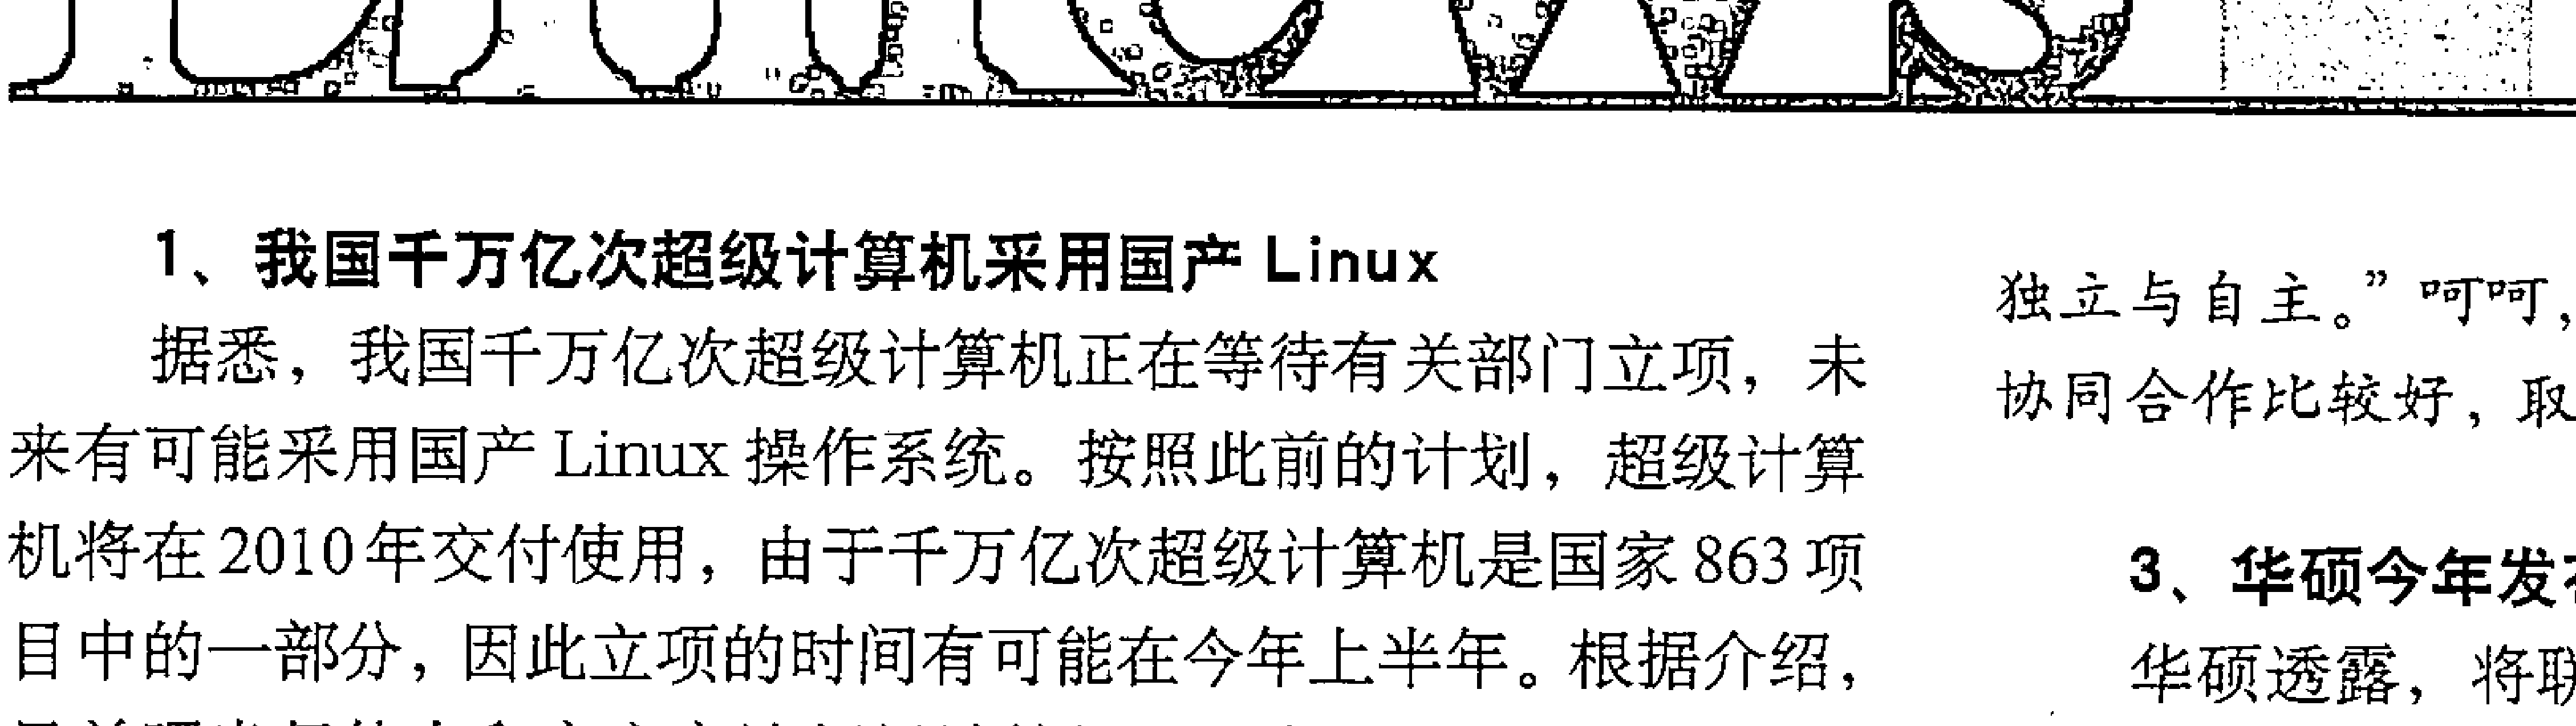 1、我国千万亿次超级计算机采用国产 Linux
据悉，我国千万亿次超级计算机正在等待有关部门立项，未
来有可能采用国产 Linux 操作系统。按照此前的计划，超级计算
机将在2010年交付使用，由于千万亿次超级计算机是国家863项
目中的一部分，因此立项的时间有可能在今年上半年。根据介绍，
独立与自主。”呵呵，
协同合作比较好，取
3、华硕今年发
华硕透露，将联